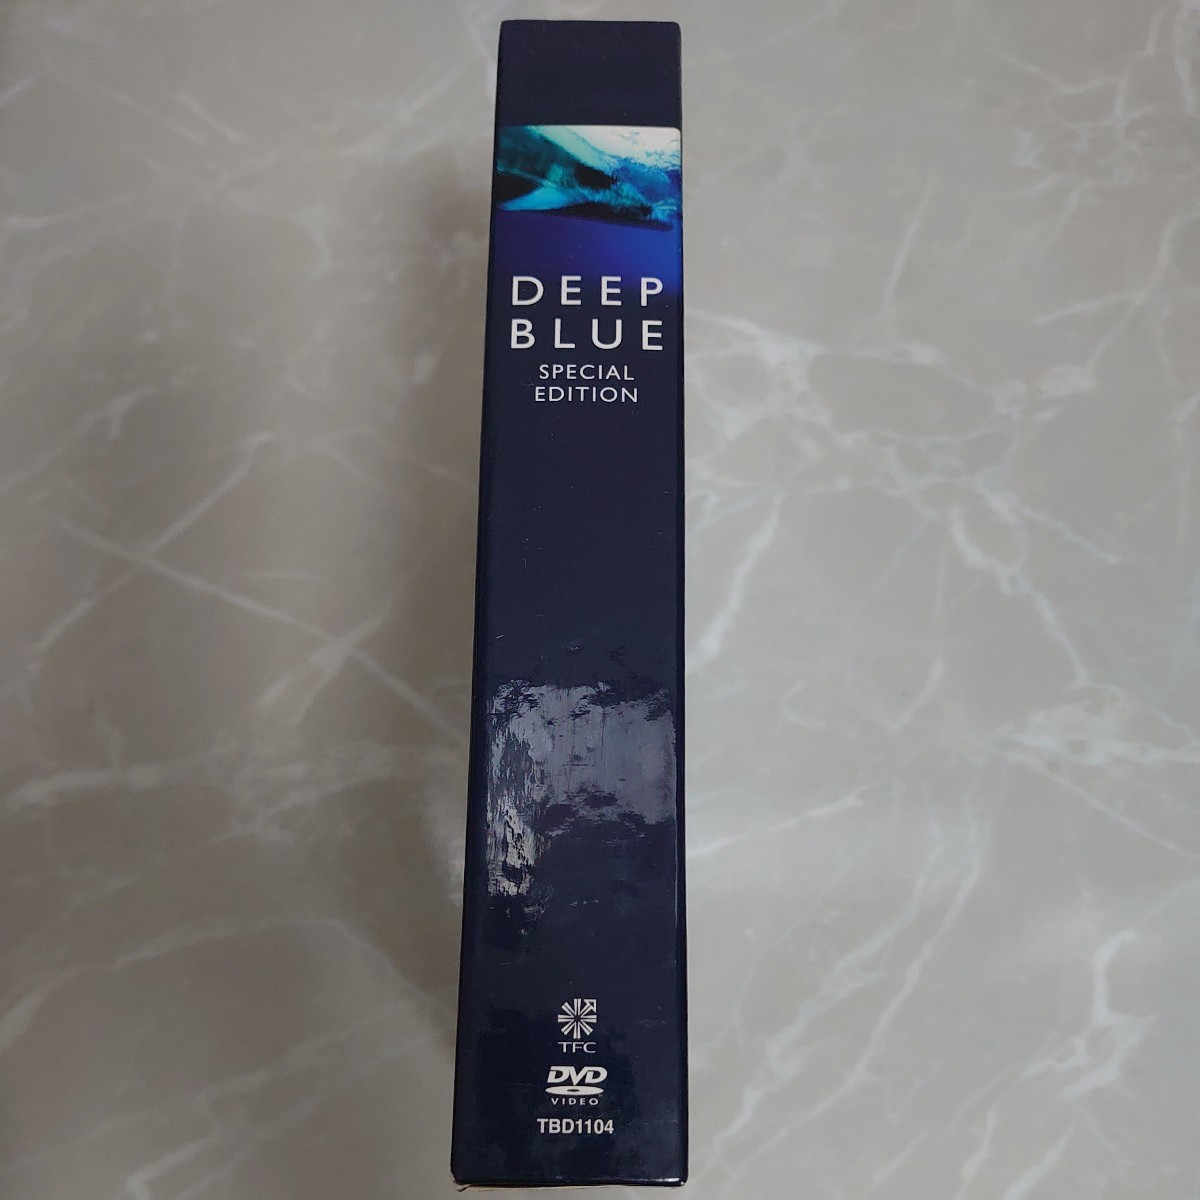 DEEP
BLUE
SPECIAL
EDITION
TFC
DVD
VIDEO
TBD1104